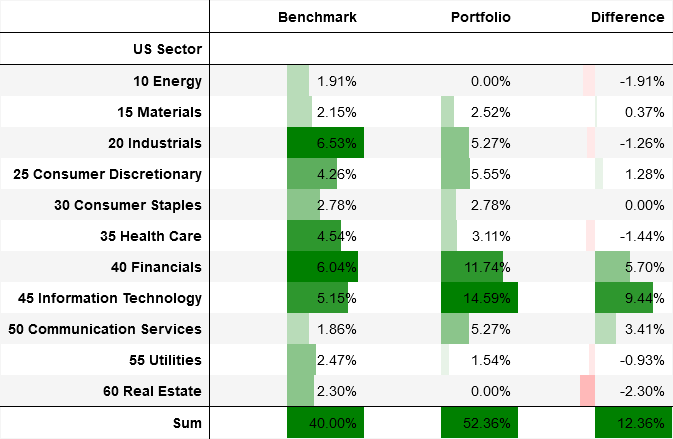 Benchmark Portfolio Difference
US Sector
10 Energy 1.91% 0.00% -1.91%
15 Materials 2.15% 2.52% 0.37%
20 Industrials 6.53% 5.27% -1.26%
25 Consumer Discretionary 4.26% 5.55% 1.28%
30 Consumer Staples 2.78% 2.78% 0.00%
35 Health Care 4.54% 3.11% -1.44%
40 Financials 6.04% 11.74% 5.70%
45 Information Technology 5.15% 14.59% 9.44%
50 Communication Services 1.86% 5.27% 3.41%
55 Utilities 2.47% 1.54% -0.93%
60 Real Estate 2.30% 0.00% -2.30%
Sum 40.00% 52.36% 12.36%